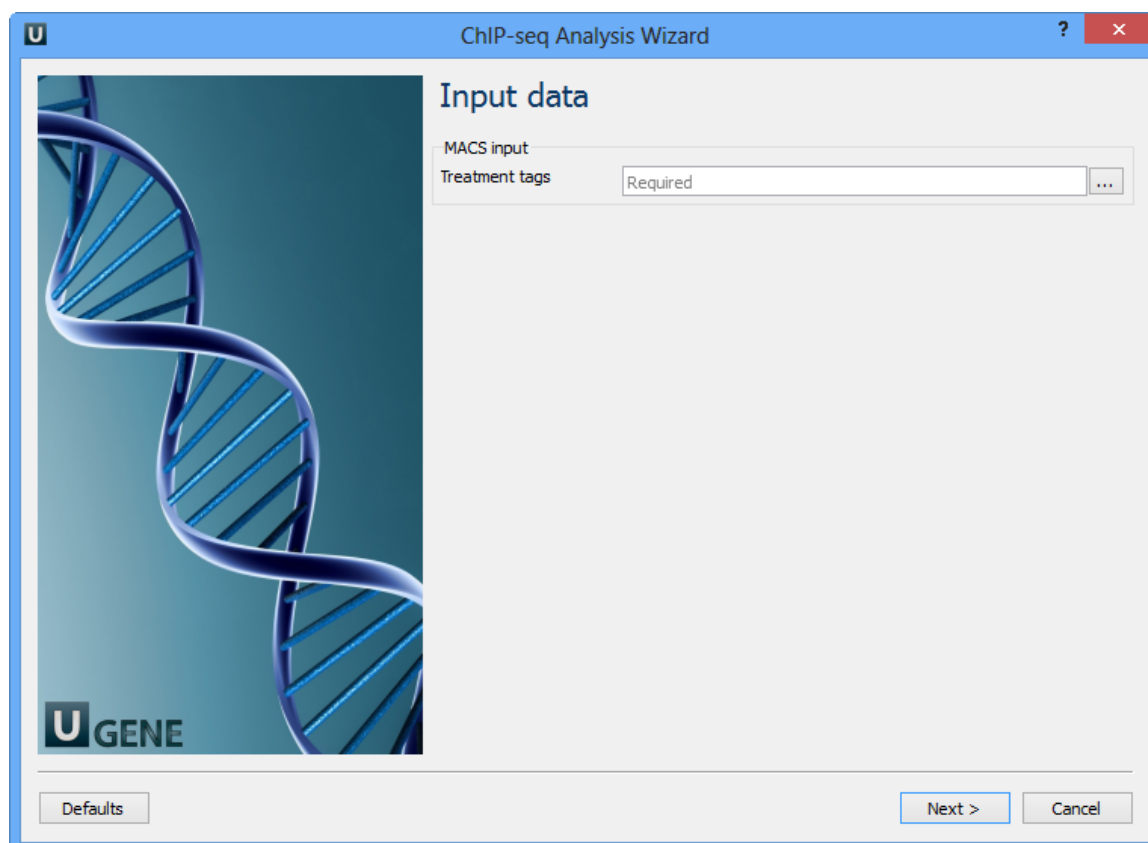 U
ChIP-seq Analysis Wizard
?
×
Input data
MACS input
Treatment tags
Required
...
U GENE
Defaults
Next >
Cancel